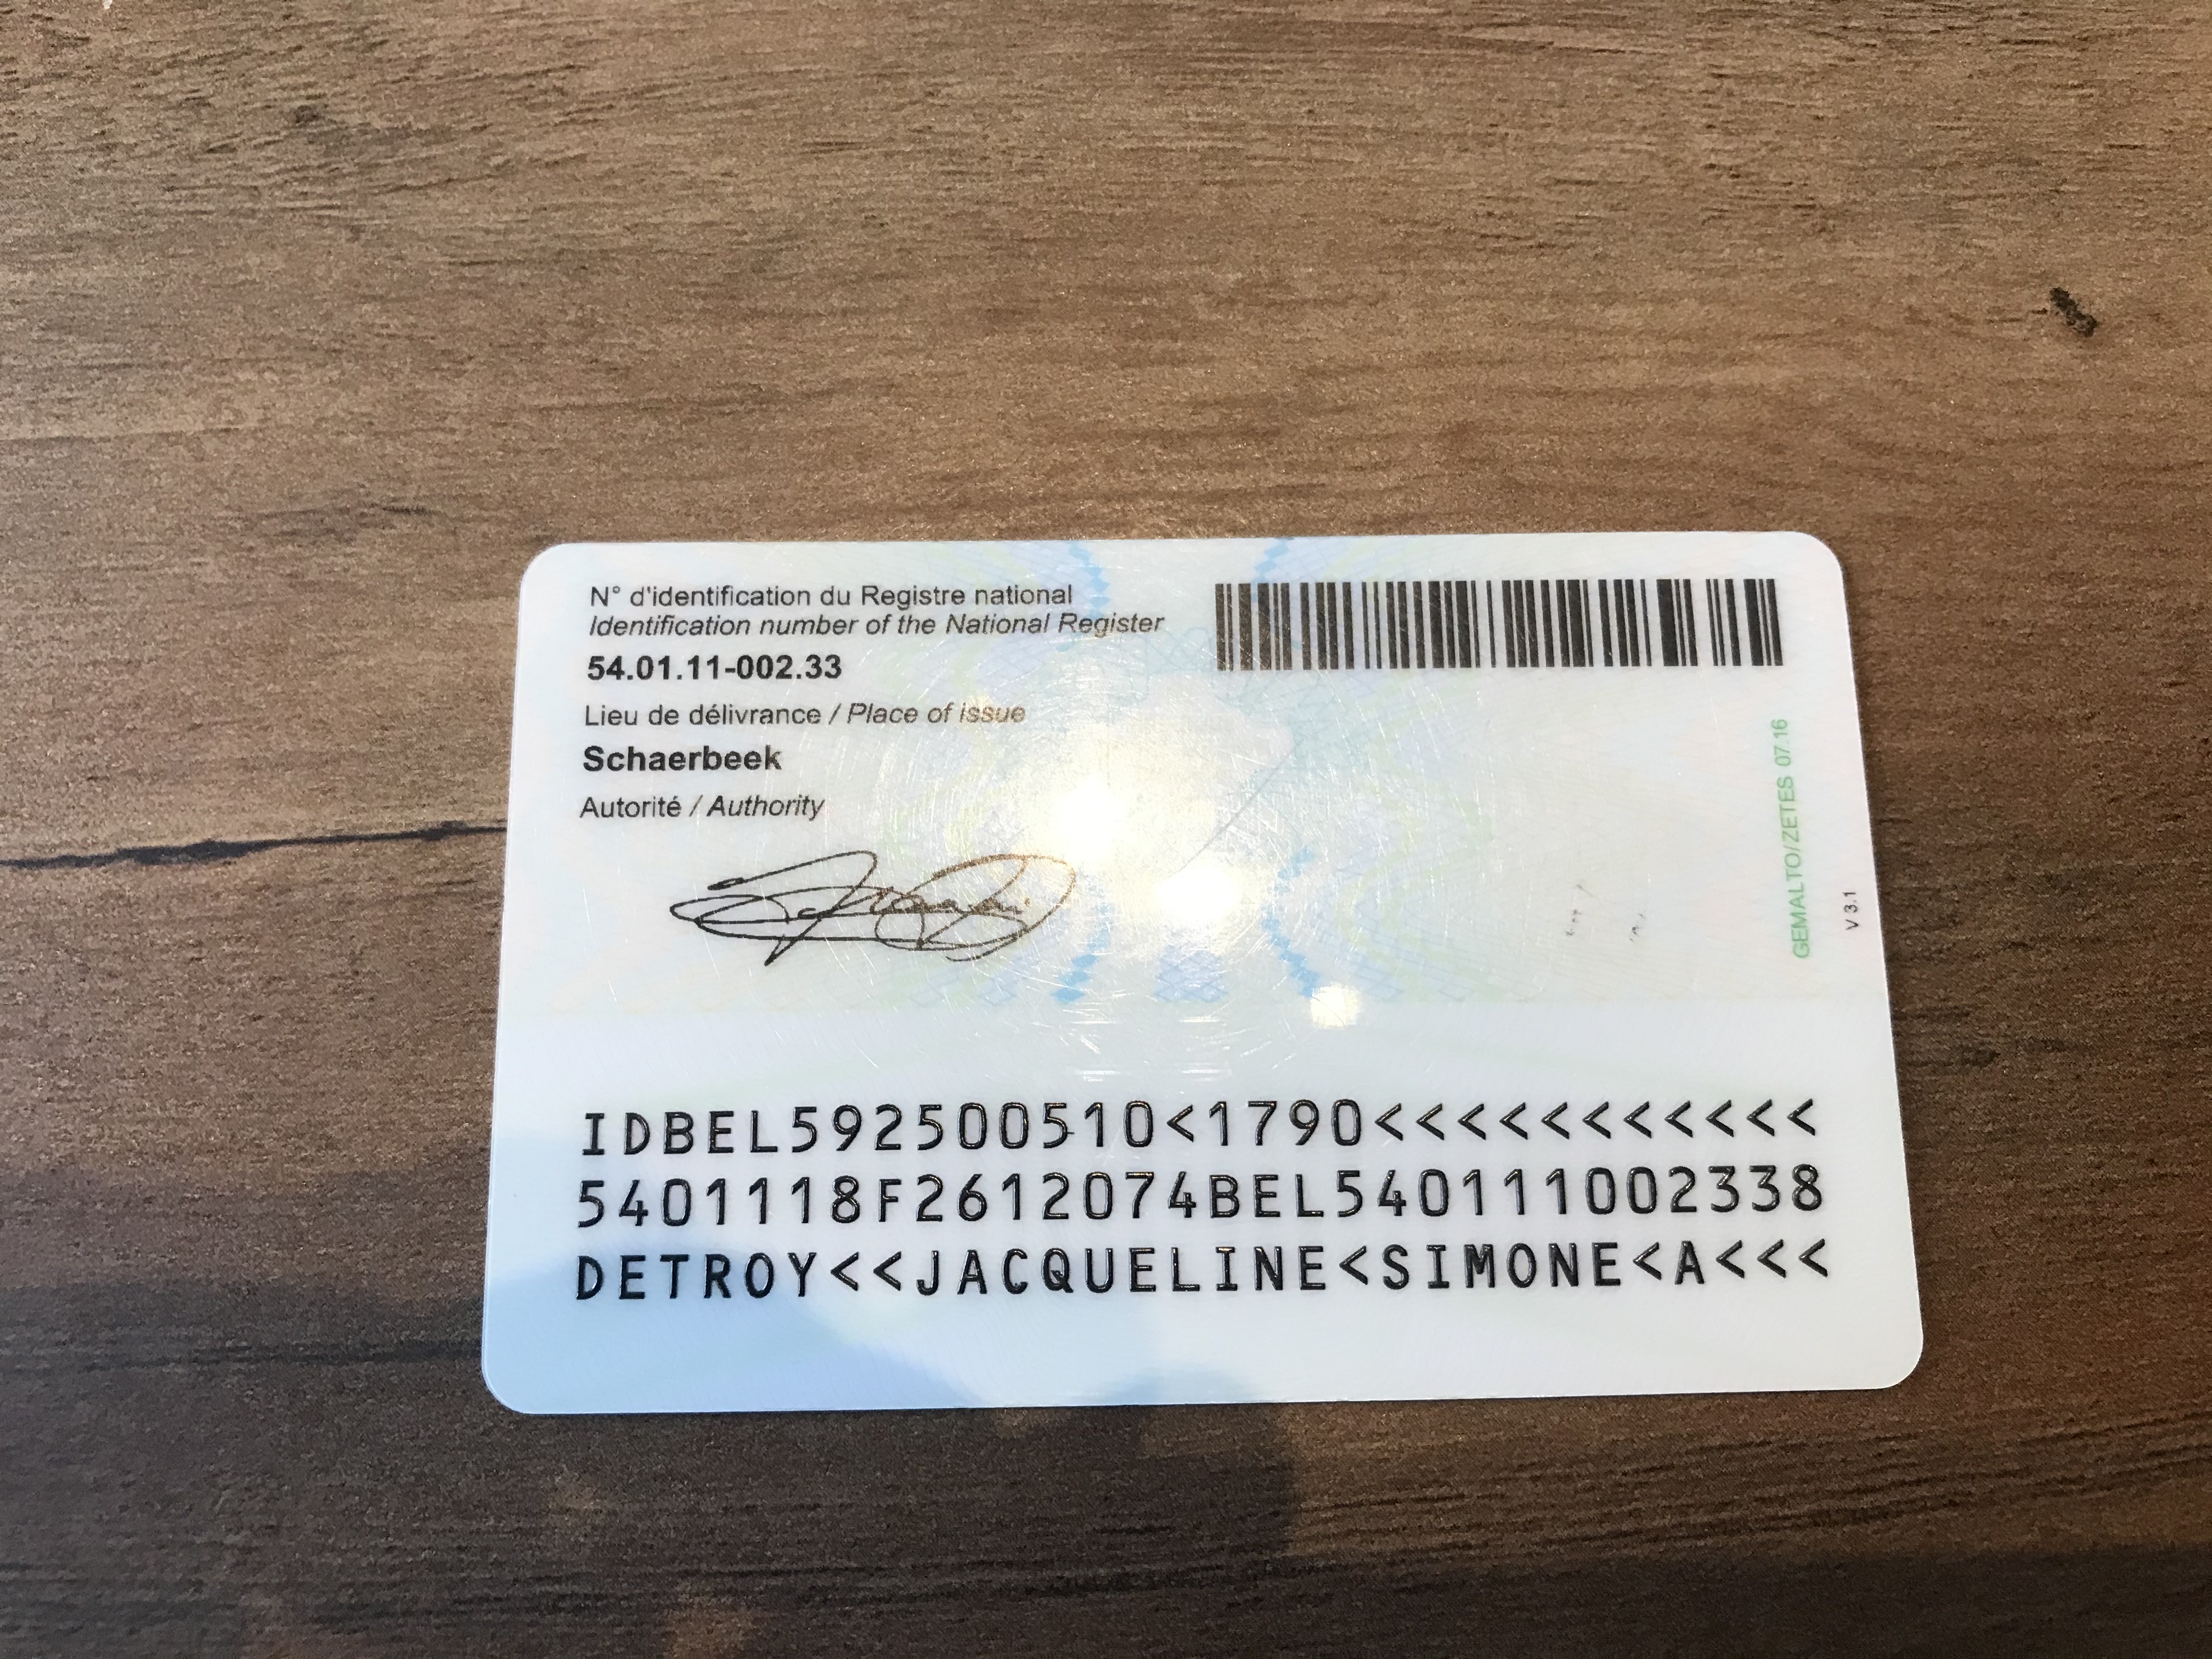 N° d'identification du Registre national
Identification number of the National Register
54.01.11-002.33
Lieu de délivrance / Place of issue
Schaerbeek
Autorité / Authority
GEMALTO/ZETES 07.16
V 3.1
IDBEL592500510<1790<<<<<<<<<<<
5401118F2612074BEL540111002338
DETROY<<JACQUELINE<SIMONE<A<<<